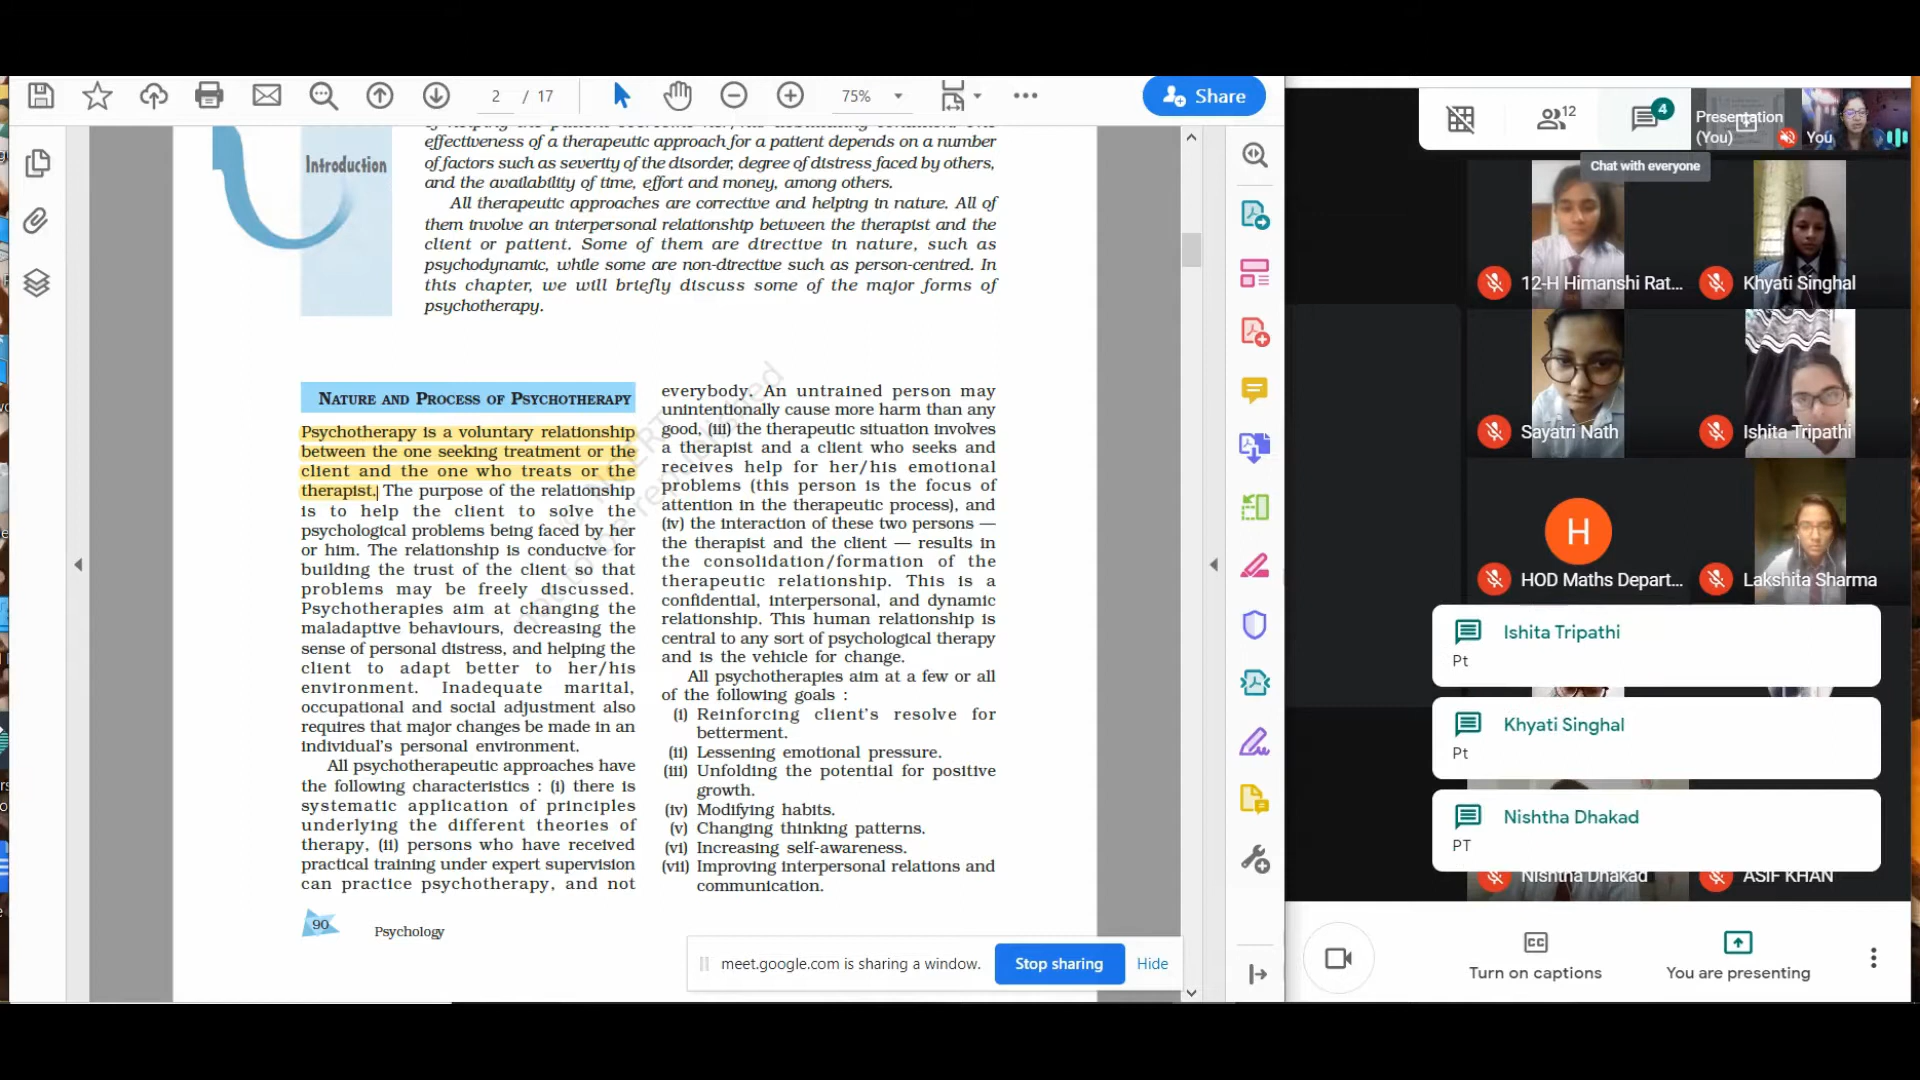 2 / 17
75%
Share
effectiveness of a therapeutic approach for a patient depends on a number
of factors such as severity of the disorder, degree of distress faced by others,
and the availability of time, effort and money, among others.
All therapeutic approaches are corrective and helping in nature. All of
them involve an interpersonal relationship between the therapist and the
client or patient. Some of them are directive in nature, such as
psychodynamic, while some are non-directive such as person-centred. In
this chapter, we will briefly discuss some of the major forms of
psychotherapy.
Introduction
NATURE AND PROCESS OF PSYCHOTHERAPY
Psychotherapy is a voluntary relationship
between the one seeking treatment or the
client and the one who treats or the
therapist. The purpose of the relationship
is to help the client to solve the
psychological problems being faced by her
or him. The relationship is conducive for
building the trust of the client so that
problems may be freely discussed.
Psychotherapies aim at changing the
maladaptive behaviours, decreasing the
sense of personal distress, and helping the
client to adapt better to her/his
environment. Inadequate marital,
occupational and social adjustment also
requires that major changes be made in an
individual's personal environment.
All psychotherapeutic approaches have
the following characteristics : (i) there is
systematic application of principles
underlying the different theories of
therapy, (ii) persons who have received
practical training under expert supervision
can practice psychotherapy, and not
everybody. An untrained person may
unintentionally cause more harm than any
good, (iii) the therapeutic situation involves
a therapist and a client who seeks and
receives help for her/his emotional
problems (this person is the focus of
attention in the therapeutic process), and
(iv) the interaction of these two persons —
the therapist and the client — results in
the consolidation/formation of the
therapeutic relationship. This is a
confidential, interpersonal, and dynamic
relationship. This human relationship is
central to any sort of psychological therapy
and is the vehicle for change.
All psychotherapies aim at a few or all
of the following goals :
(i) Reinforcing client's resolve for
betterment.
(ii) Lessening emotional pressure.
(iii) Unfolding the potential for positive
growth.
(iv) Modifying habits.
(v) Changing thinking patterns.
(vi) Increasing self-awareness.
(vii) Improving interpersonal relations and
communication.
© NCERT
not to be republished
90
Psychology
meet.google.com is sharing a window.
Stop sharing
Hide
12
4
Presentation
(You)
You
Chat with everyone
12-H Himanshi Rat...
Khyati Singhal
Sayatri Nath
Ishita Tripathi
H
HOD Maths Depart...
Lakshita Sharma
Ishita Tripathi
Pt
Khyati Singhal
Pt
Nishtha Dhakad
PT
Nishtha Dhakad
ASIF KHAN
CC
Turn on captions
You are presenting